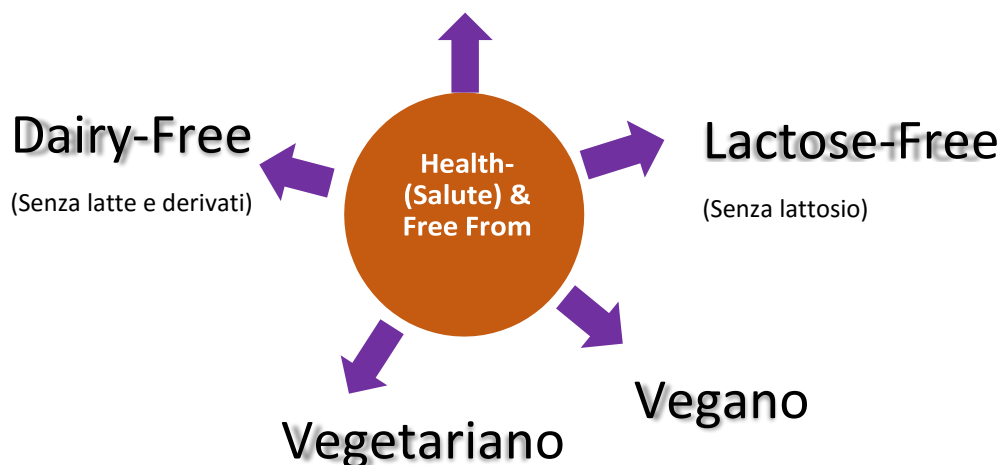 Dairy-Free
(Senza latte e derivati)
Health-
(Salute) &
Free From
Lactose-Free
(Senza lattosio)
Vegetariano
Vegano